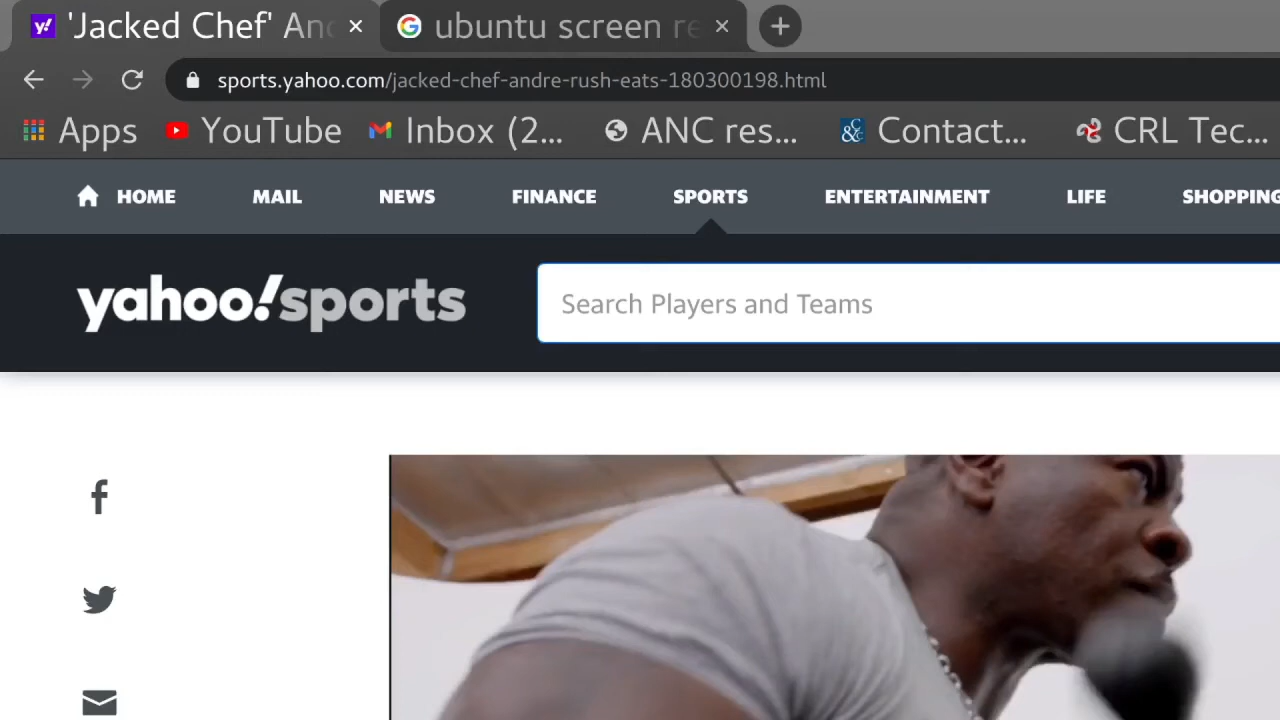 'Jacked Chef' And ubuntu screen re
sports.yahoo.com/jacked-chef-andre-rush-eats-180300198.html
Apps YouTube Inbox (2... ANC res... Contact... CRL Tec...
HOME MAIL NEWS FINANCE SPORTS ENTERTAINMENT LIFE SHOPPING
yahoo!sports Search Players and Teams